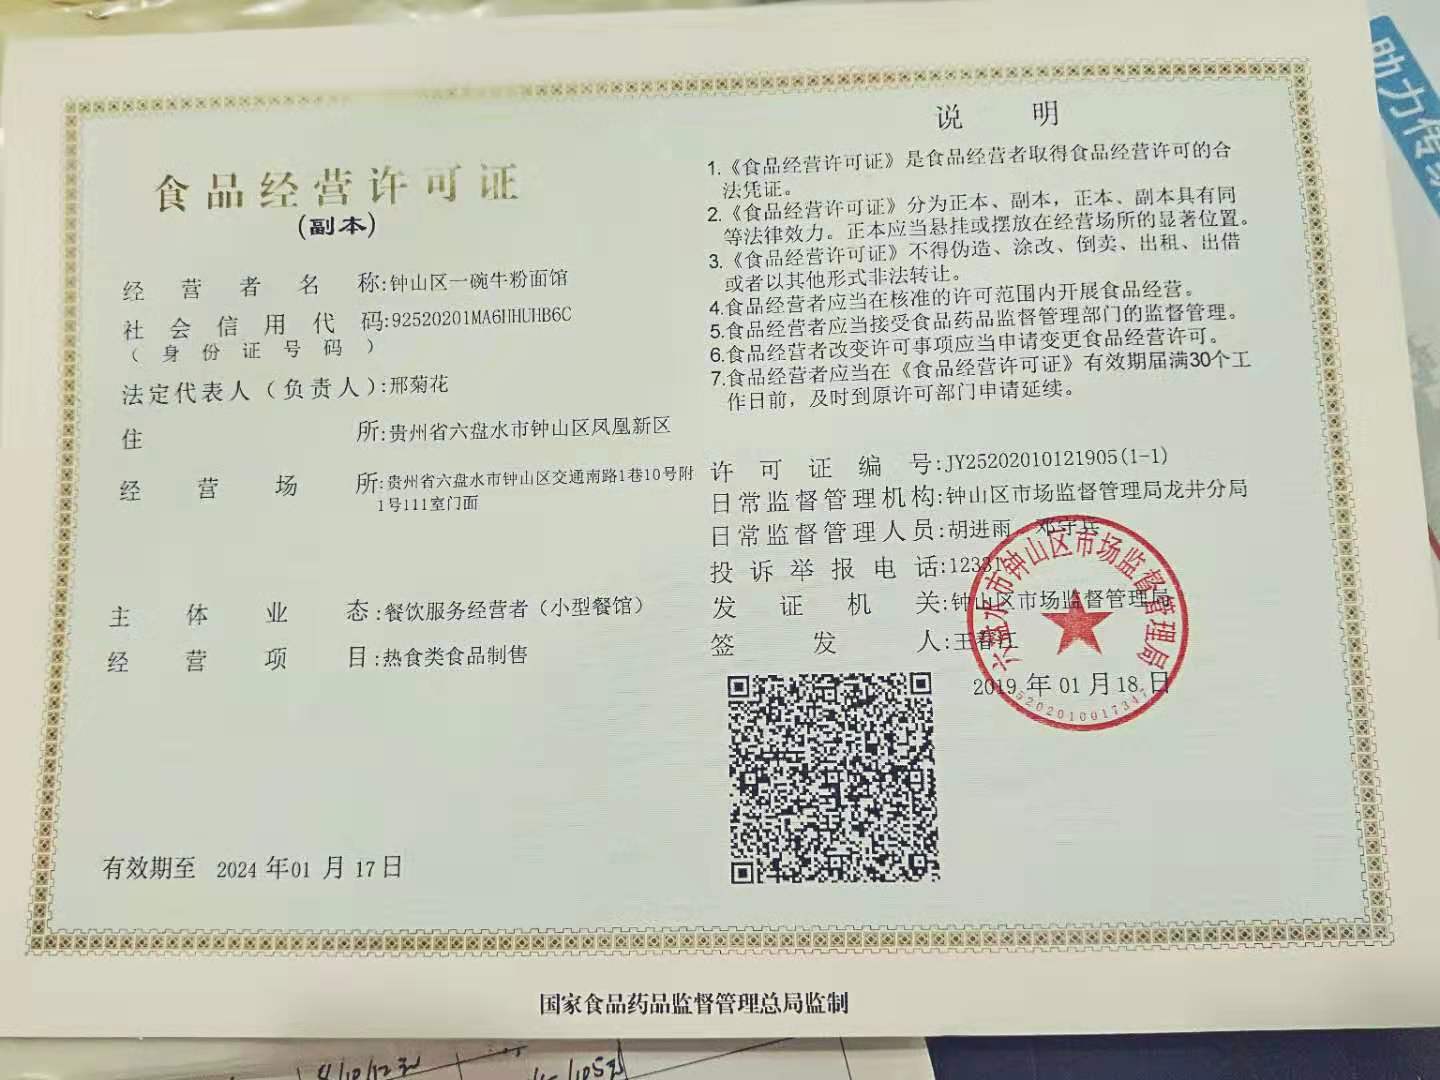 食品经营许可证
(副本)
经营者名称:钟山区一碗牛粉面馆
社会信用代码:92520201MA6HHUHB6C
（身份证号码）
法定代表人（负责人）:邢菊花
住所:贵州省六盘水市钟山区凤凰新区
经营场所:贵州省六盘水市钟山区交通南路1巷10号附
1号111室门面
主体业态:餐饮服务经营者（小型餐馆）
经营项目:热食类食品制售
有效期至 2024 年01 月 17 日
说明
1.《食品经营许可证》是食品经营者取得食品经营许可的合
法凭证。
2.《食品经营许可证》分为正本、副本，正本、副本具有同
等法律效力。正本应当悬挂或摆放在经营场所的显著位置。
3.《食品经营许可证》不得伪造、涂改、倒卖、出租、出借
或者以其他形式非法转让。
4.食品经营者应当在核准的许可范围内开展食品经营。
5.食品经营者应当接受食品药品监督管理部门的监督管理。
6.食品经营者改变许可事项应当申请变更食品经营许可。
7.食品经营者应当在《食品经营许可证》有效期届满30个工
作日前，及时到原许可部门申请延续。
许可证编号:JY25202010121905(1-1)
日常监督管理机构:钟山区市场监督管理局龙井分局
日常监督管理人员:胡进雨 邓宇兵
投诉举报电话:12331
发证机关:钟山区市场监督管理局
签发人:王春江
2019 年 01 月 18 日
六盘水市钟山区市场监督管理局
5202010017347
国家食品药品监督管理总局监制
助力传